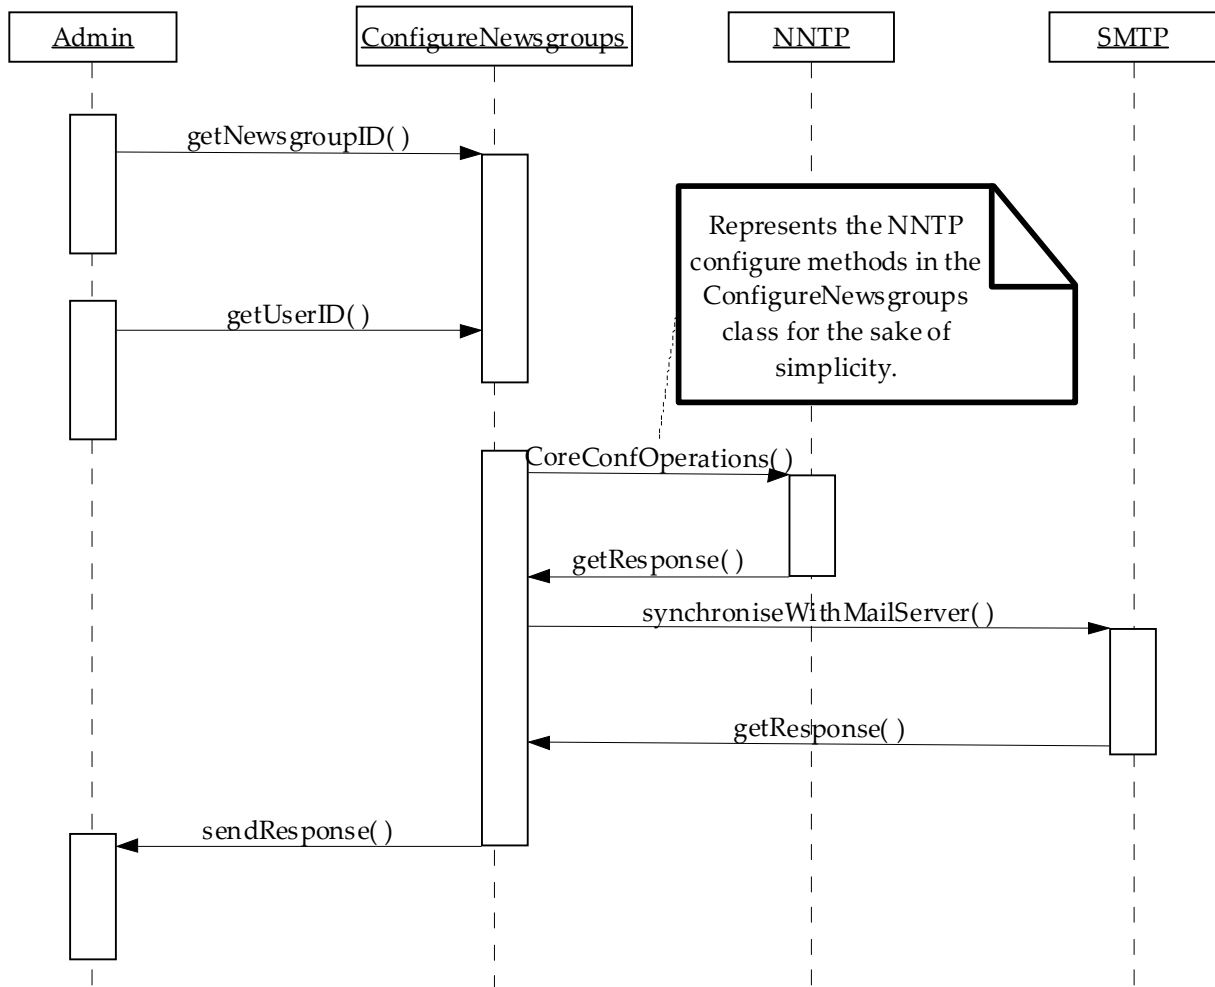 Admin
ConfigureNewsgroups
NNTP
SMTP
getNewsgroupID( )
Represents the NNTP
configure methods in the
ConfigureNewsgroups
class for the sake of
simplicity.
getUserID( )
CoreConfOperations( )
getResponse( )
synchroniseWithMailServer( )
getResponse( )
sendResponse( )